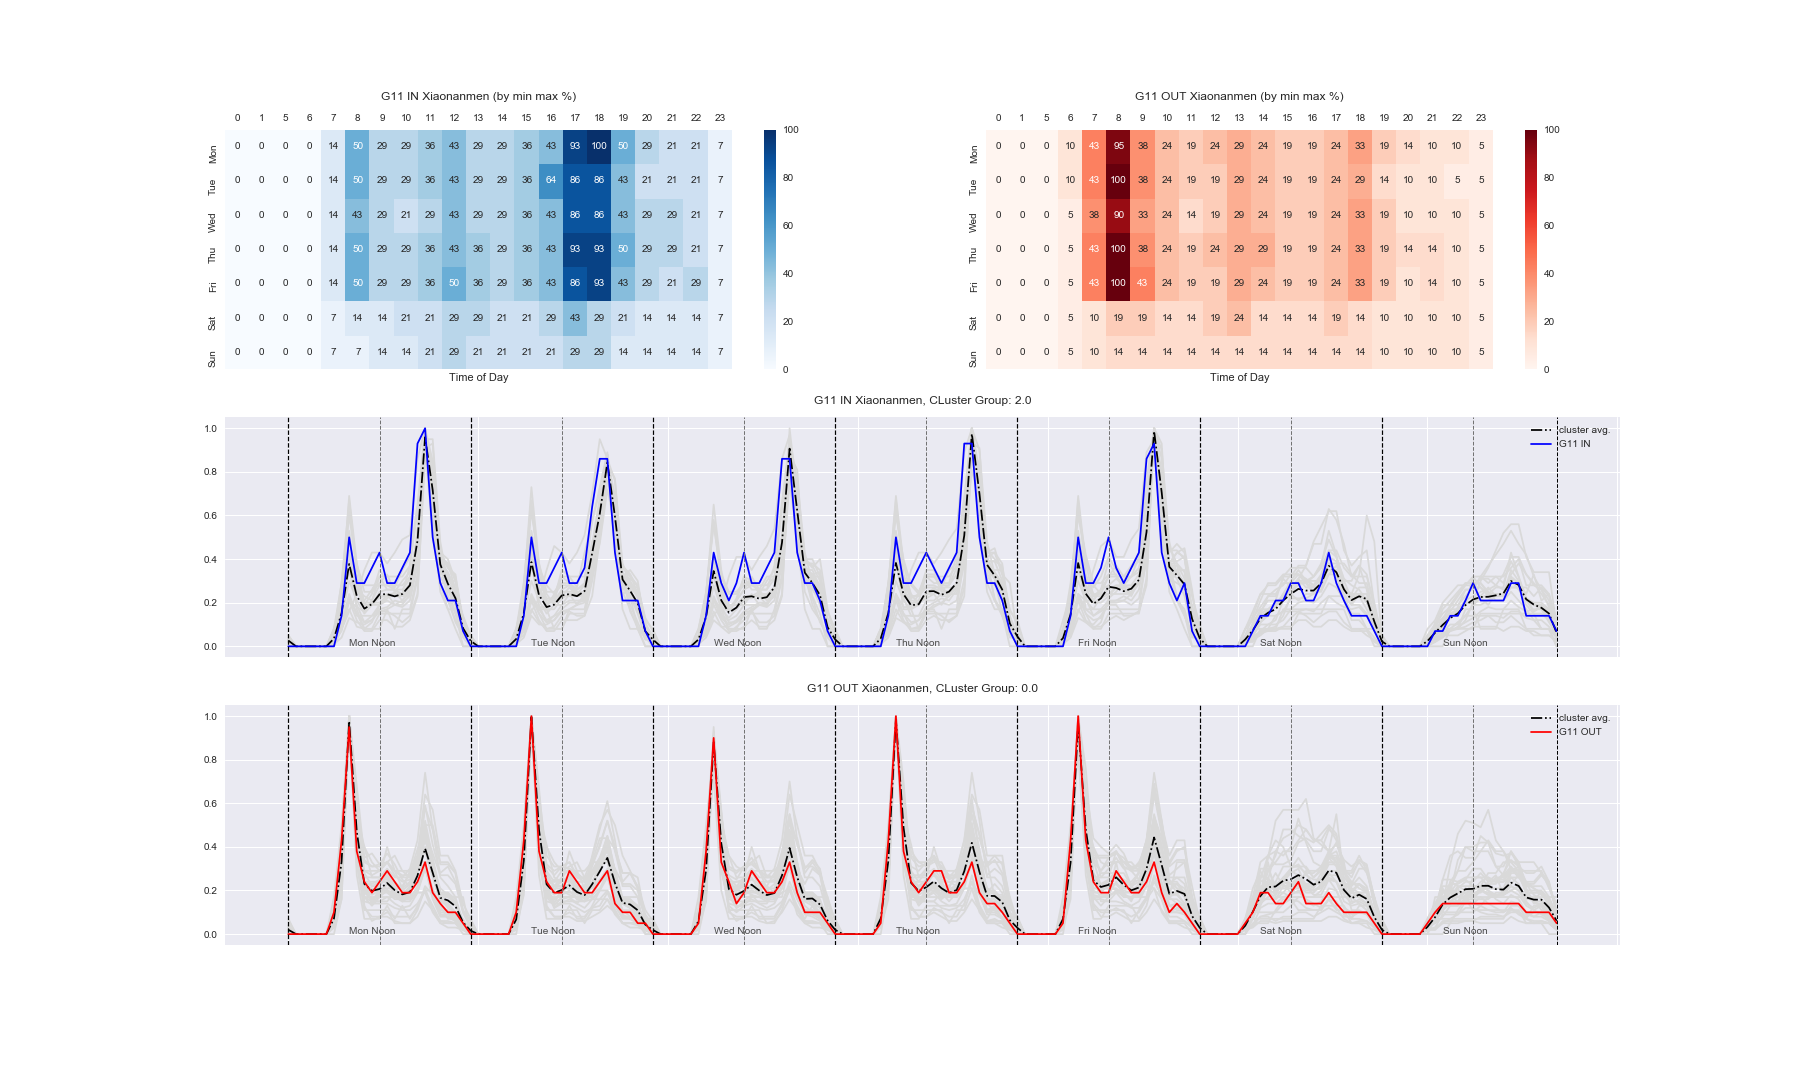 G11 IN Xiaonanmen (by min max %)
0 1 5 6 7 8 9 10 11 12 13 14 15 16 17 18 19 20 21 22 23
Mon 0 0 0 0 14 50 29 29 36 43 29 29 36 43 93 100 50 29 21 21 7
Tue 0 0 0 0 14 50 29 29 36 43 29 29 36 64 86 86 43 21 21 21 7
Wed 0 0 0 0 14 43 29 21 29 43 29 29 36 43 86 86 43 29 29 21 7
Thu 0 0 0 0 14 50 29 29 36 43 36 29 36 43 93 93 50 29 29 21 7
Fri 0 0 0 0 14 50 29 29 36 50 36 29 36 43 86 93 43 29 21 29 7
Sat 0 0 0 0 7 14 14 21 21 29 29 21 21 29 43 29 21 14 14 14 7
Sun 0 0 0 0 7 7 14 14 21 29 21 21 21 21 29 29 14 14 14 14 7
Time of Day
100
80
60
40
20
0
G11 OUT Xiaonanmen (by min max %)
0 1 5 6 7 8 9 10 11 12 13 14 15 16 17 18 19 20 21 22 23
Mon 0 0 0 10 43 95 38 24 19 24 29 24 19 19 24 33 19 14 10 10 5
Tue 0 0 0 10 43 100 38 24 19 19 29 24 19 19 24 29 14 10 10 5 5
Wed 0 0 0 5 38 90 33 24 14 19 29 24 19 19 24 33 19 10 10 10 5
Thu 0 0 0 5 43 100 38 24 19 24 29 29 19 19 24 33 19 14 14 10 5
Fri 0 0 0 5 43 100 43 24 19 19 29 24 19 19 24 33 19 10 14 10 5
Sat 0 0 0 5 10 19 19 14 14 19 24 14 14 14 19 14 10 10 10 10 5
Sun 0 0 0 5 10 14 14 14 14 14 14 14 14 14 14 14 10 10 10 10 5
Time of Day
100
80
60
40
20
0
G11 IN Xiaonanmen, CLuster Group: 2.0
1.0
0.8
0.6
0.4
0.2
0.0
cluster avg.
G11 IN
Mon Noon Tue Noon Wed Noon Thu Noon Fri Noon Sat Noon Sun Noon
G11 OUT Xiaonanmen, CLuster Group: 0.0
1.0
0.8
0.6
0.4
0.2
0.0
cluster avg.
G11 OUT
Mon Noon Tue Noon Wed Noon Thu Noon Fri Noon Sat Noon Sun Noon